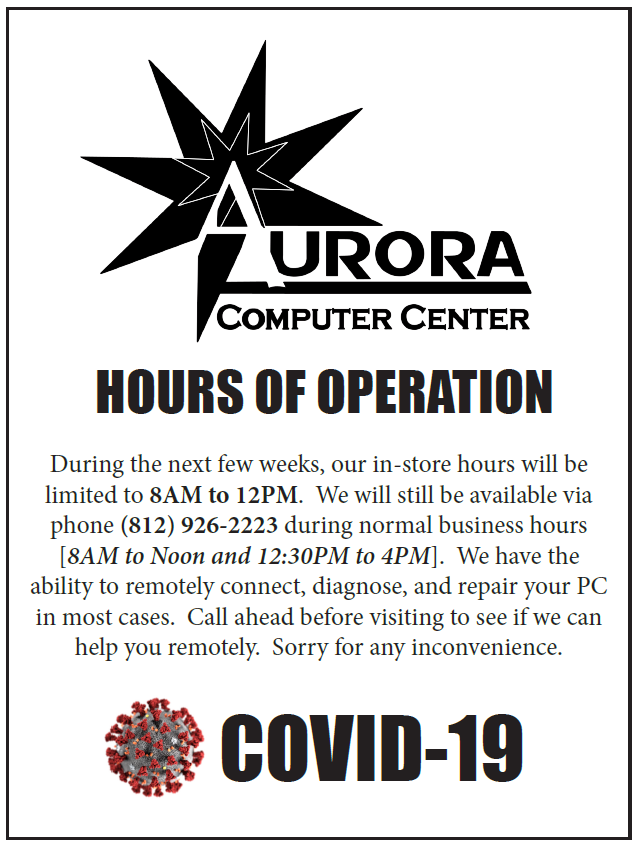 AURORA
COMPUTER CENTER
HOURS OF OPERATION
During the next few weeks, our in-store hours will be
limited to 8AM to 12PM.  We will still be available via
phone (812) 926-2223 during normal business hours
[8AM to Noon and 12:30PM to 4PM].  We have the
ability to remotely connect, diagnose, and repair your PC
in most cases.  Call ahead before visiting to see if we can
help you remotely.  Sorry for any inconvenience.
COVID-19